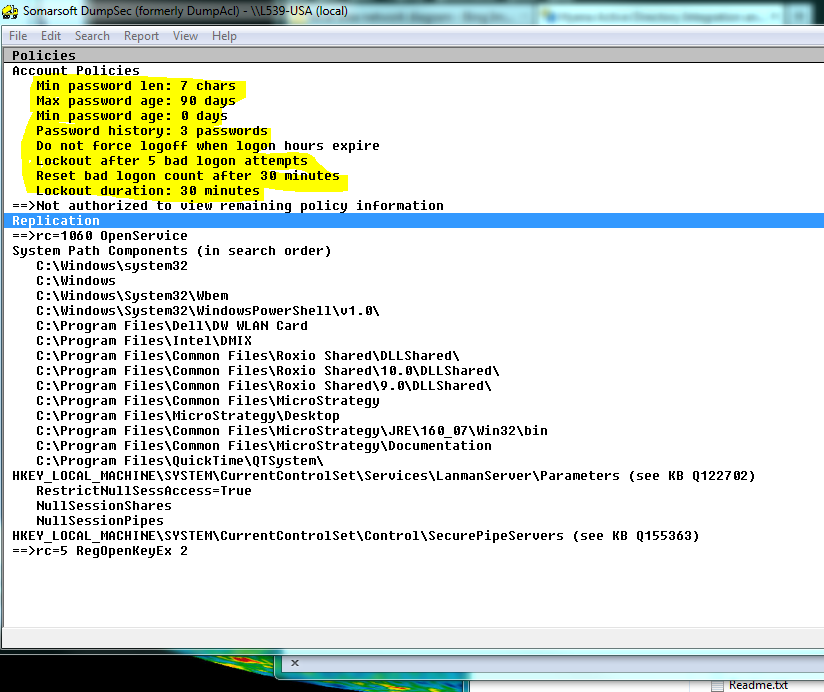 Somarsoft DumpSec (formerly DumpAcl) - \\L539-USA (local)
File Edit Search Report View Help
Policies
Account Policies
Min password len: 7 chars
Max password age: 90 days
Min password age: 0 days
Password history: 3 passwords
Do not force logoff when logon hours expire
Lockout after 5 bad logon attempts
Reset bad logon count after 30 minutes
Lockout duration: 30 minutes
==>Not authorized to view remaining policy information
Replication
==>rc=1060 OpenService
System Path Components (in search order)
C:\Windows\system32
C:\Windows
C:\Windows\System32\Wbem
C:\Windows\System32\WindowsPowerShell\v1.0\
C:\Program Files\Dell\DW WLAN Card
C:\Program Files\Intel\DMIX
C:\Program Files\Common Files\Roxio Shared\DLLShared\
C:\Program Files\Common Files\Roxio Shared\10.0\DLLShared\
C:\Program Files\Common Files\Roxio Shared\9.0\DLLShared\
C:\Program Files\Common Files\MicroStrategy
C:\Program Files\MicroStrategy\Desktop
C:\Program Files\Common Files\MicroStrategy\JRE\160_07\Win32\bin
C:\Program Files\Common Files\MicroStrategy\Documentation
C:\Program Files\QuickTime\QTSystem\
HKEY_LOCAL_MACHINE\SYSTEM\CurrentControlSet\Services\LanmanServer\Parameters (see KB Q122702)
RestrictNullSessAccess=True
NullSessionShares
NullSessionPipes
HKEY_LOCAL_MACHINE\SYSTEM\CurrentControlSet\Control\SecurePipeServers (see KB Q155363)
==>rc=5 RegOpenKeyEx 2
Readme.txt